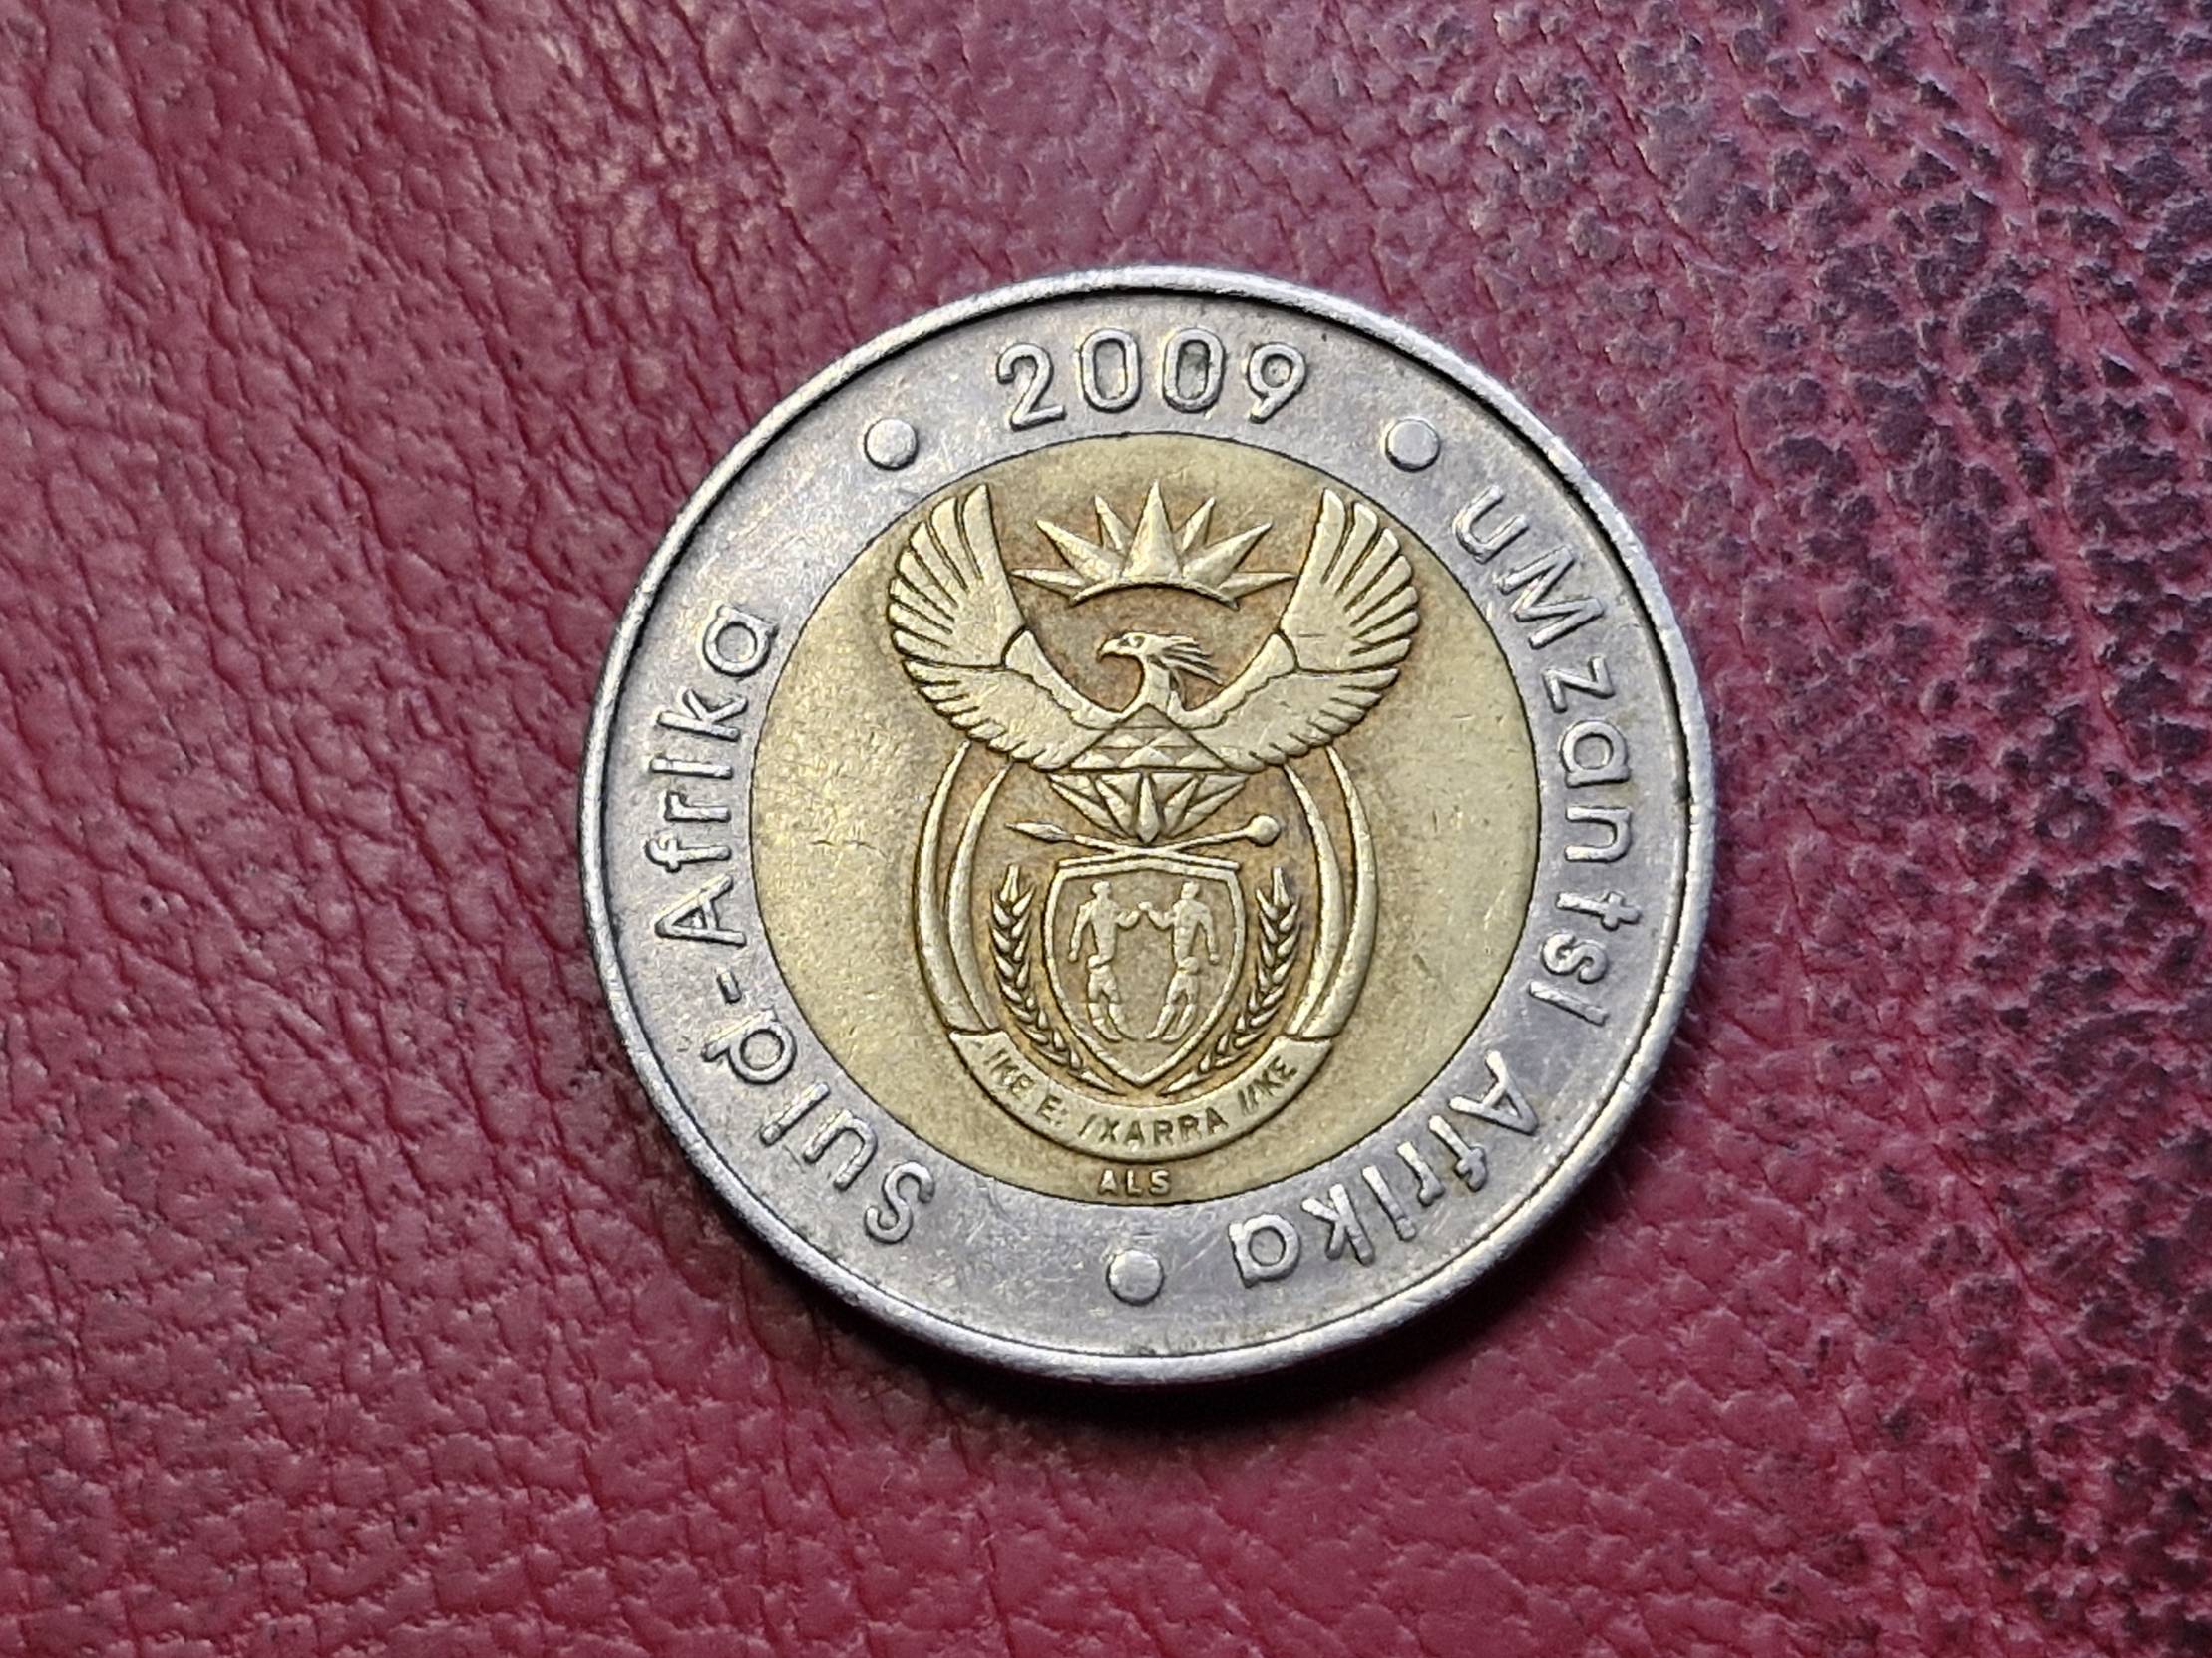 2009
uMzantsi Afrika
Suid-Afrika
!KE E: /XARRA //KE
ALS